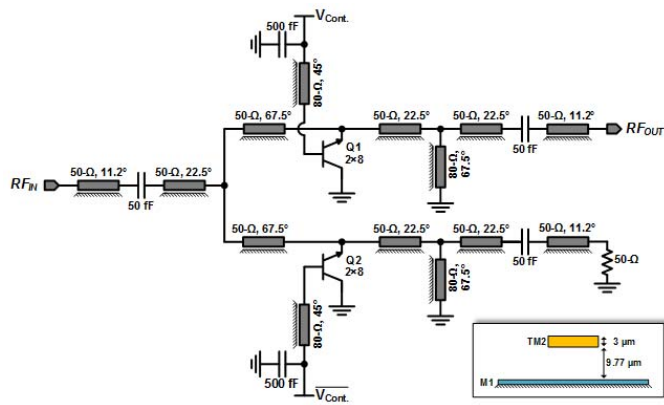 500 fF
V_Cont.
80-Ω, 45°
50-Ω, 67.5°
50-Ω, 22.5°
50-Ω, 22.5°
50-Ω, 11.2°
RF_OUT
Q1
2×8
50 fF
80-Ω, 67.5°
RF_IN
50-Ω, 11.2°
50-Ω, 22.5°
50 fF
50-Ω, 67.5°
50-Ω, 22.5°
50-Ω, 22.5°
50-Ω, 11.2°
Q2
2×8
50 fF
50-Ω
80-Ω, 67.5°
80-Ω, 45°
500 fF
V̅_Cont.
TM2
3 µm
9.77 µm
M1